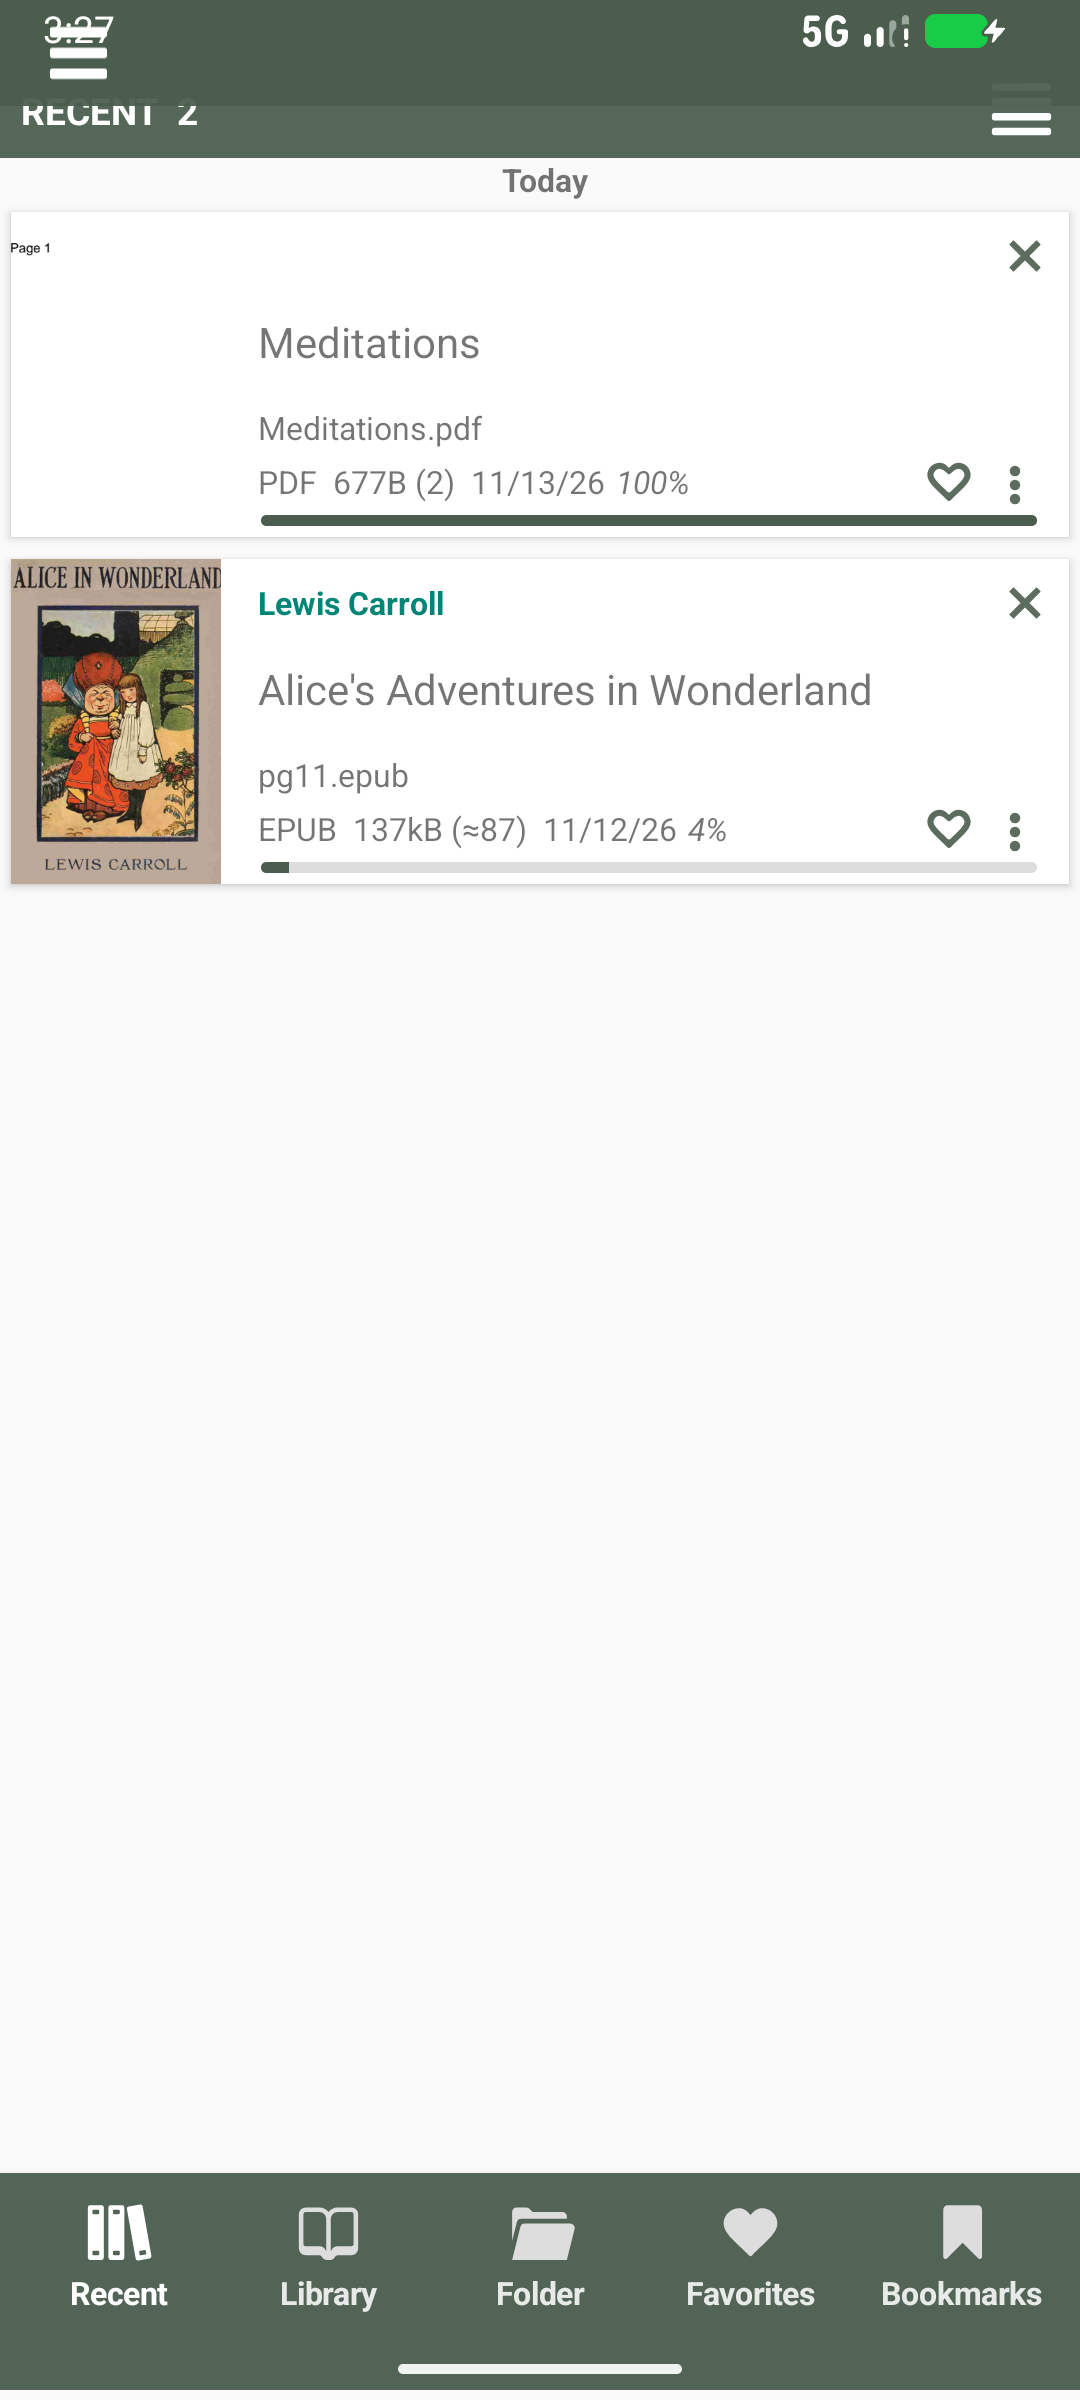 3:27
5G
RECENT 2
Today
Page 1
Meditations
Meditations.pdf
PDF 677B (2) 11/13/26 100%
ALICE IN WONDERLAND
LEWIS CARROLL
Lewis Carroll
Alice's Adventures in Wonderland
pg11.epub
EPUB 137kB (≈87) 11/12/26 4%
Recent
Library
Folder
Favorites
Bookmarks